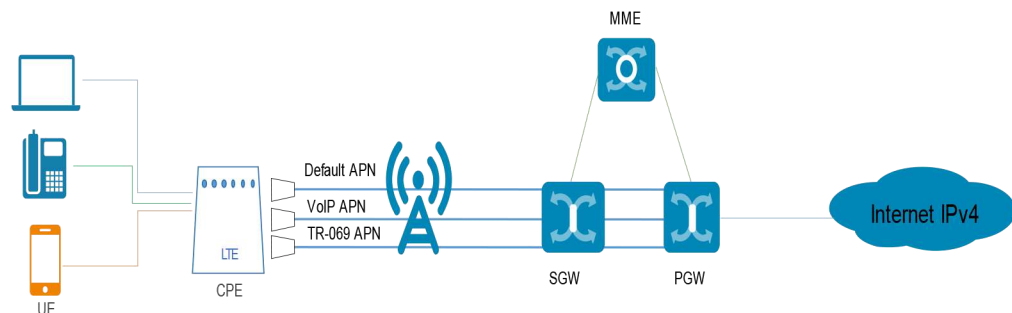 MME
Default APN
VoIP APN
TR-069 APN
Internet IPv4
LTE
CPE
SGW
PGW
UE